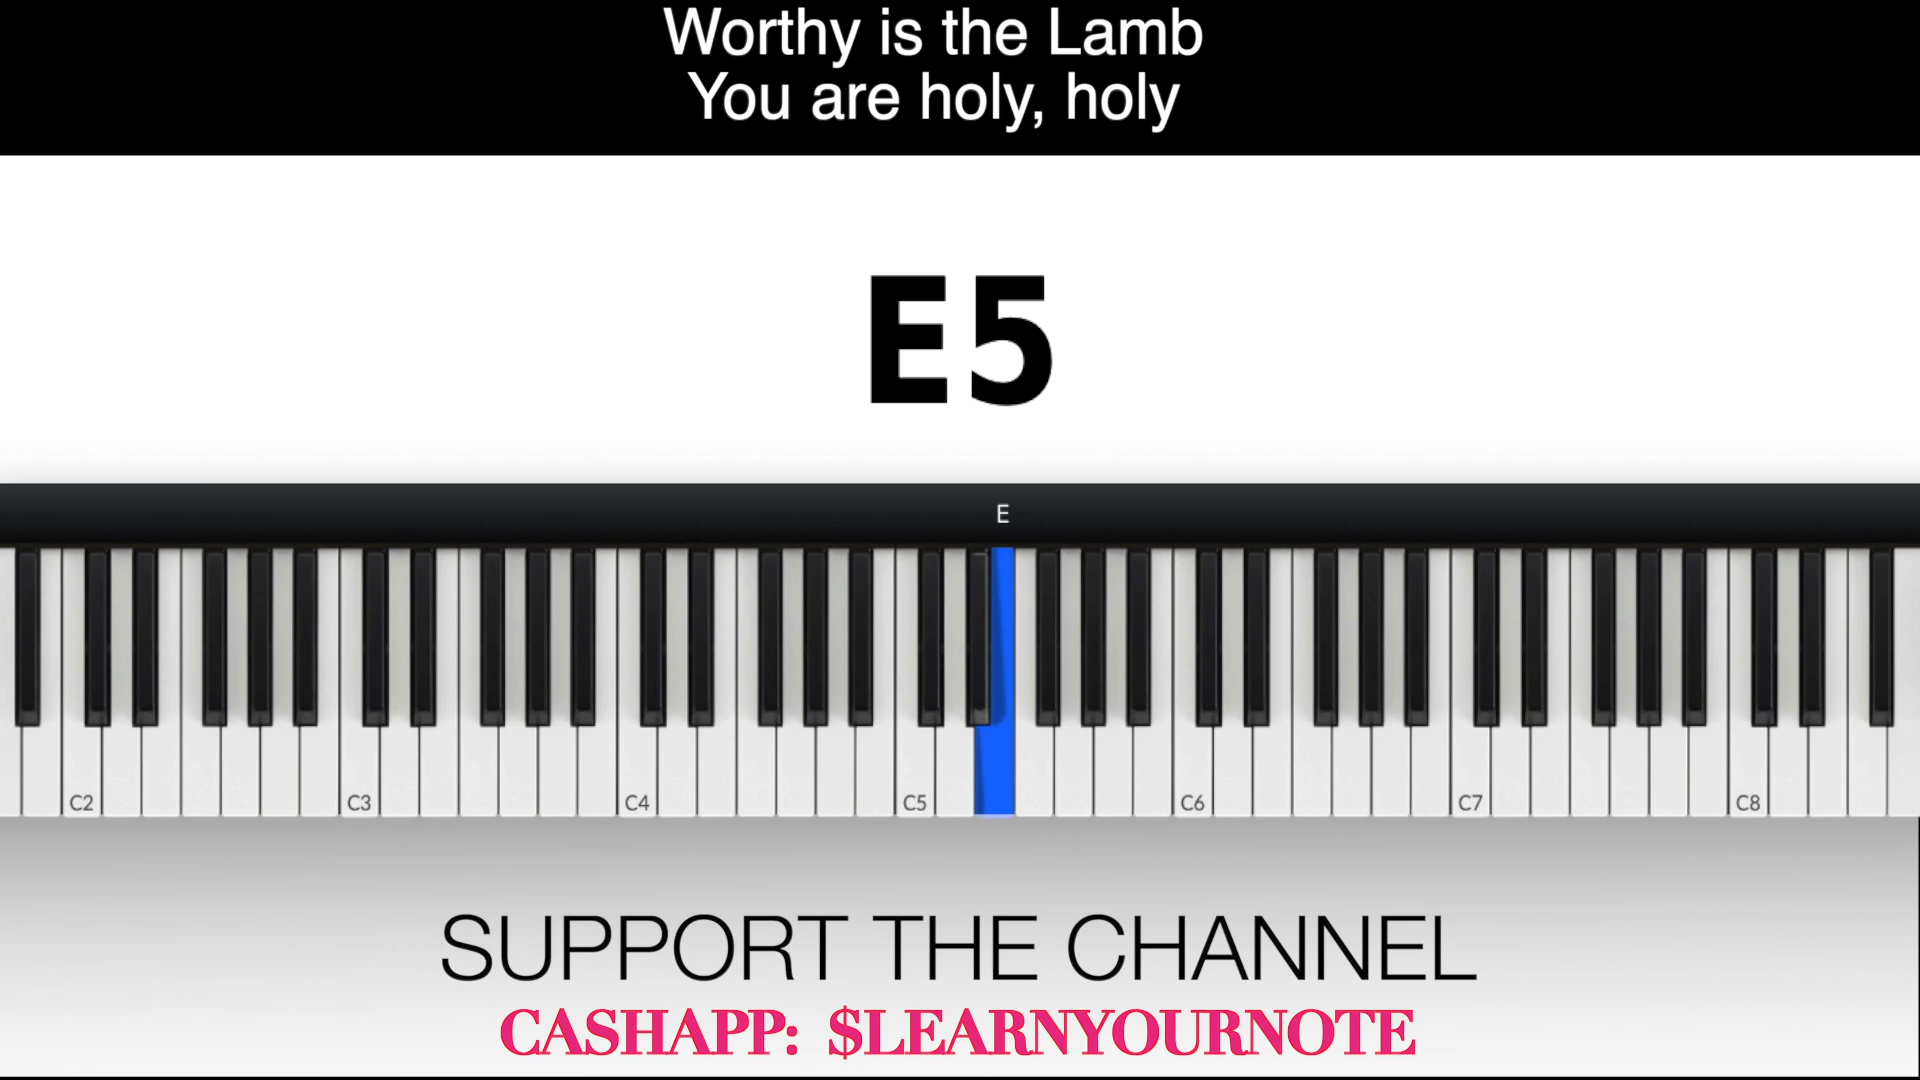 Worthy is the Lamb
You are holy, holy
E5
E
C2 C3 C4 C5 C6 C7 C8
SUPPORT THE CHANNEL
CASHAPP: $LEARNYOURNOTE